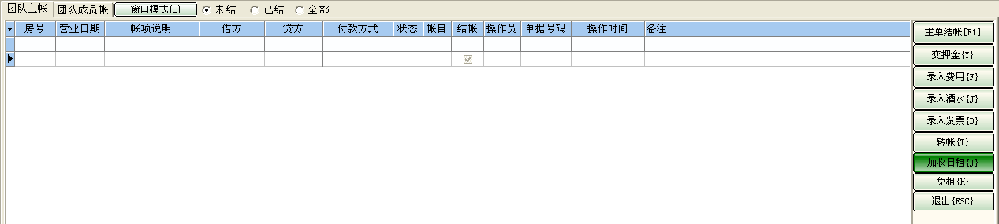 团队主帐 团队成员帐 窗口模式{C} 未结 已结 全部
房号 营业日期 帐项说明 借方 贷方 付款方式 状态 帐目 结帐 操作员 单据号码 操作时间 备注
主单结帐[F1]
交押金{Y}
录入费用{F}
录入酒水{J}
录入发票{D}
转帐{T}
加收日租{J}
免租{H}
退出{ESC}